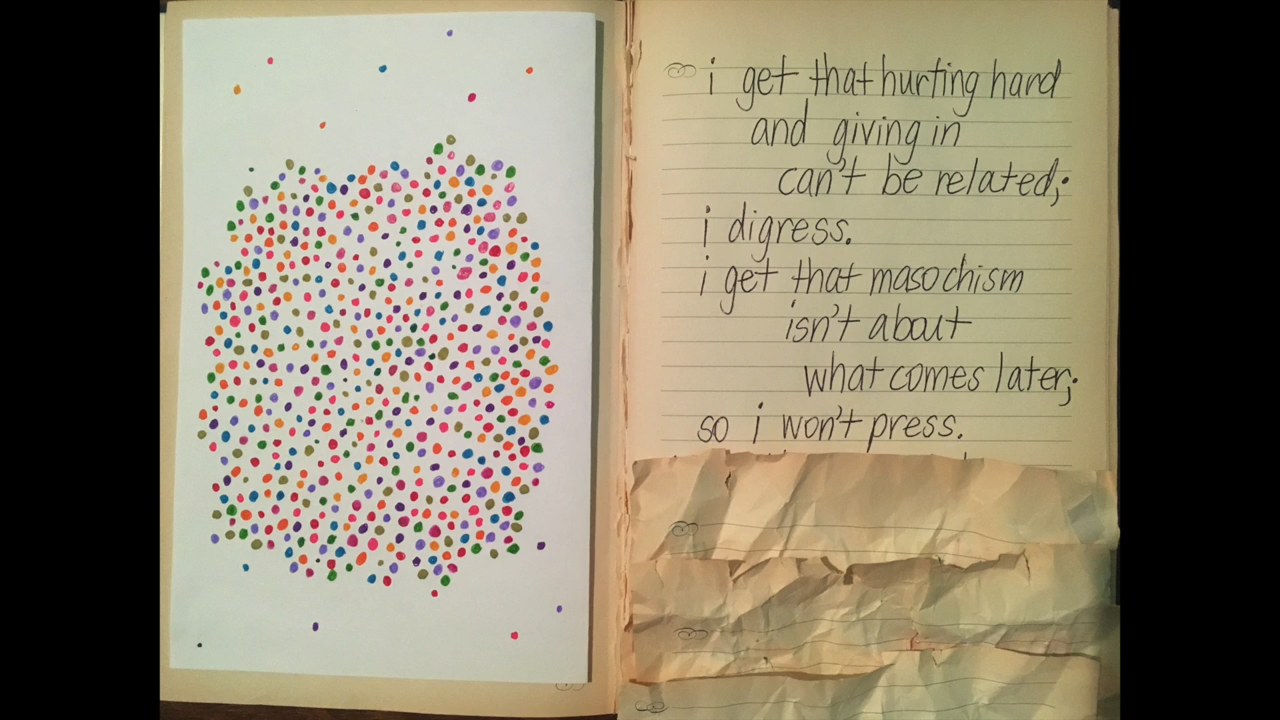 i get that hurting hard
and giving in
can't be related;
i digress.
i get that masochism
isn't about
what comes later;
so i won't press.